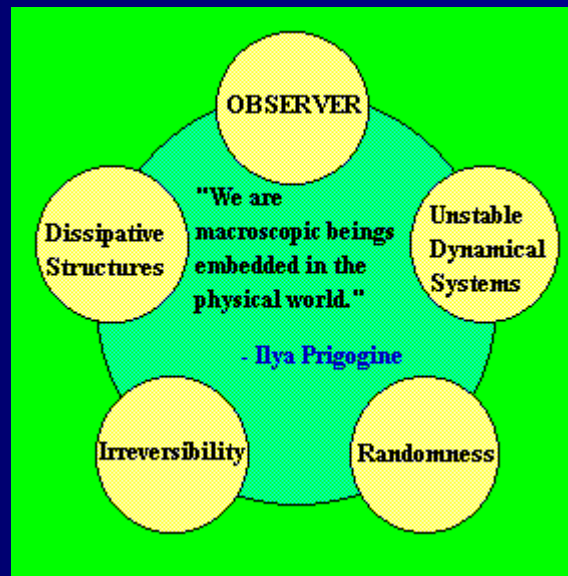 OBSERVER
"We are
macroscopic beings
embedded in the
physical world."
- Ilya Prigogine
Dissipative
Structures
Unstable
Dynamical
Systems
Irreversibility
Randomness